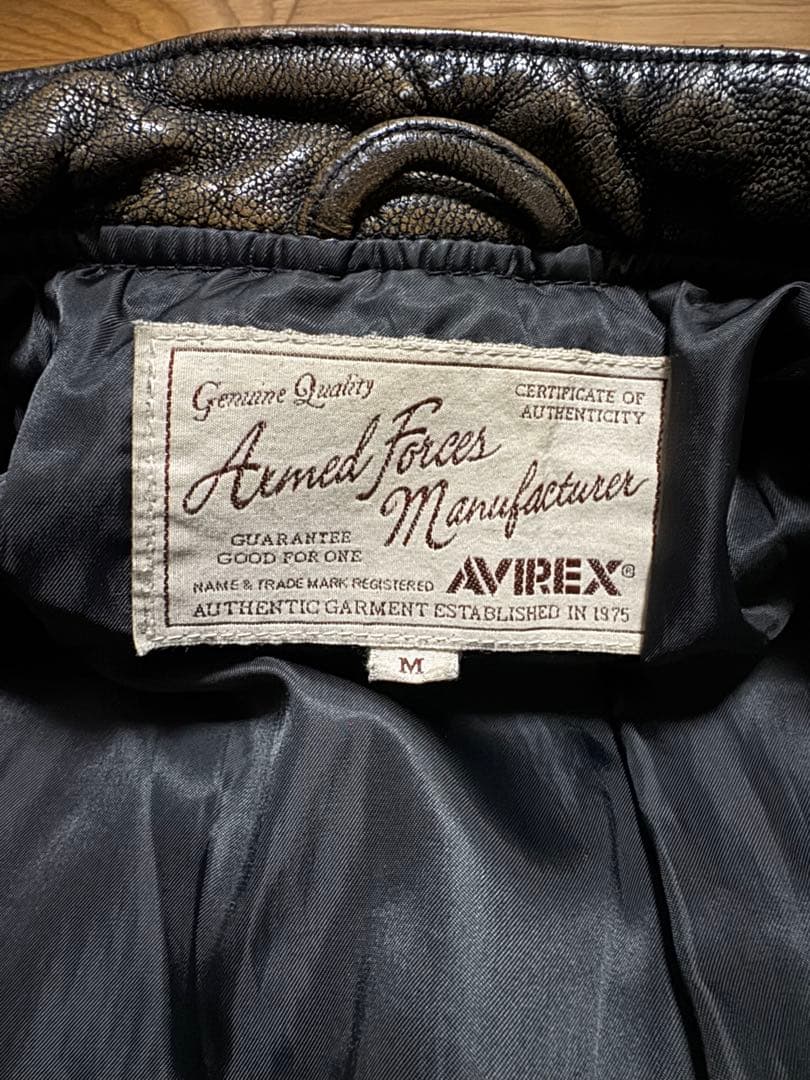 Genuine Quality
CERTIFICATE OF
AUTHENTICITY
Armed Forces
Manufacturer
GUARANTEE
GOOD FOR ONE
NAME & TRADE MARK REGISTERED
AVIREX®
AUTHENTIC GARMENT ESTABLISHED IN 1975
M